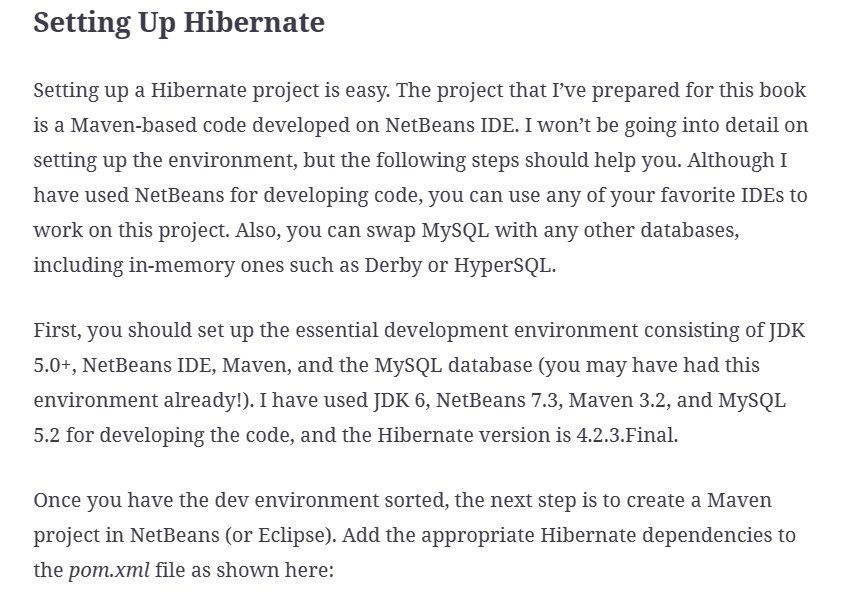 Setting Up Hibernate
Setting up a Hibernate project is easy. The project that I’ve prepared for this book
is a Maven-based code developed on NetBeans IDE. I won’t be going into detail on
setting up the environment, but the following steps should help you. Although I
have used NetBeans for developing code, you can use any of your favorite IDEs to
work on this project. Also, you can swap MySQL with any other databases,
including in-memory ones such as Derby or HyperSQL.
First, you should set up the essential development environment consisting of JDK
5.0+, NetBeans IDE, Maven, and the MySQL database (you may have had this
environment already!). I have used JDK 6, NetBeans 7.3, Maven 3.2, and MySQL
5.2 for developing the code, and the Hibernate version is 4.2.3.Final.
Once you have the dev environment sorted, the next step is to create a Maven
project in NetBeans (or Eclipse). Add the appropriate Hibernate dependencies to
the pom.xml file as shown here: